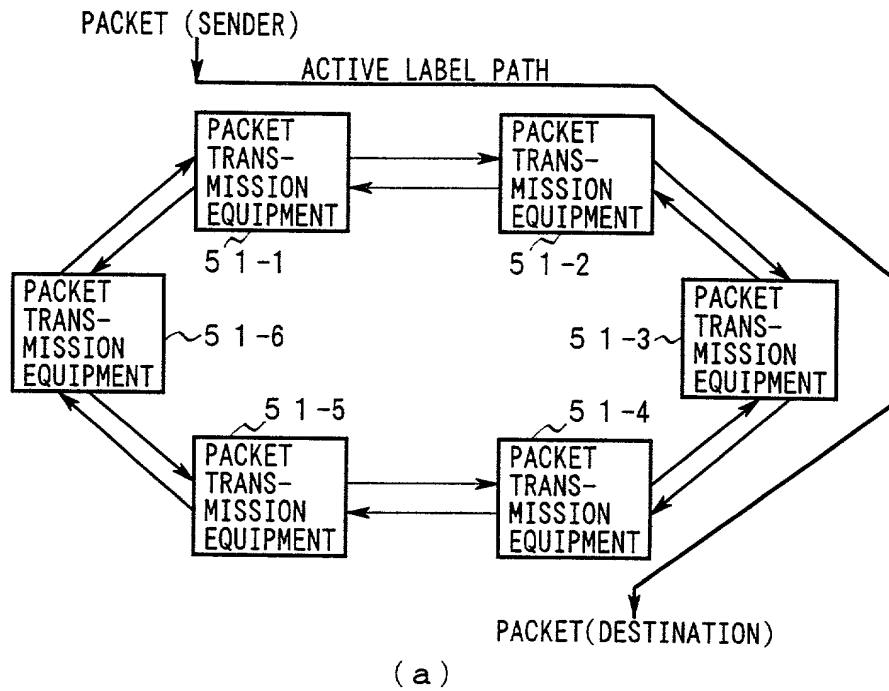 PACKET (SENDER)
ACTIVE LABEL PATH
PACKET
TRANS-
MISSION
EQUIPMENT
51-1
PACKET
TRANS-
MISSION
EQUIPMENT
51-2
PACKET
TRANS-
MISSION
EQUIPMENT
51-6
51-3
PACKET
TRANS-
MISSION
EQUIPMENT
51-5
PACKET
TRANS-
MISSION
EQUIPMENT
51-4
PACKET
TRANS-
MISSION
EQUIPMENT
PACKET(DESTINATION)
(a)